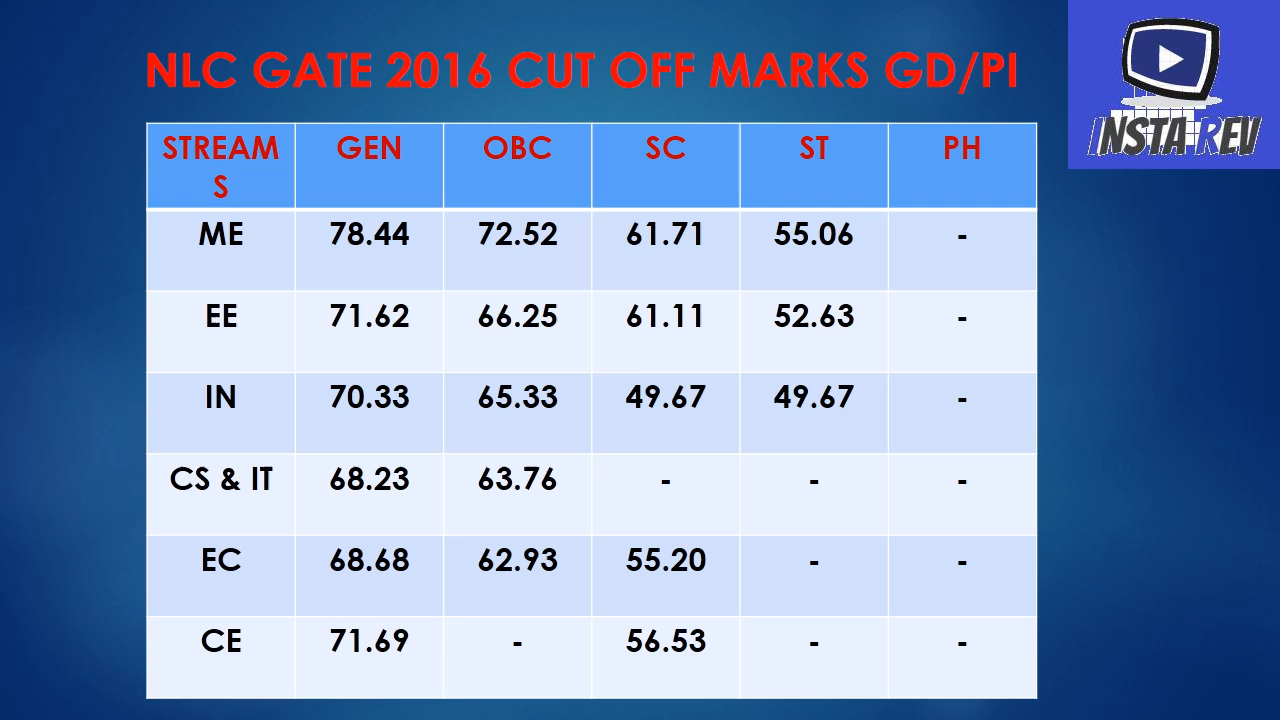 NLC GATE 2016 CUT OFF MARKS GD/PI
INSTA REV
STREAM
S GEN OBC SC ST PH
ME 78.44 72.52 61.71 55.06 -
EE 71.62 66.25 61.11 52.63 -
IN 70.33 65.33 49.67 49.67 -
CS & IT 68.23 63.76 - - -
EC 68.68 62.93 55.20 - -
CE 71.69 - 56.53 - -